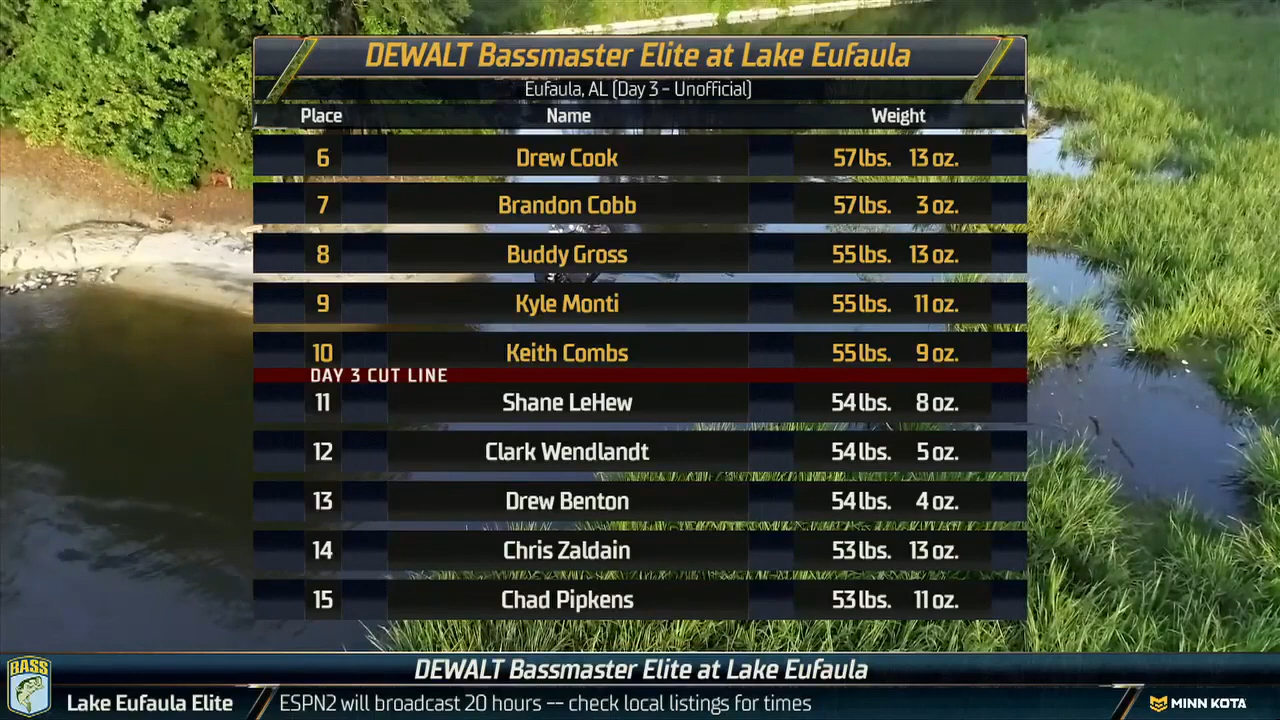 DEWALT Bassmaster Elite at Lake Eufaula
Eufaula, AL (Day 3 - Unofficial)
Place Name Weight
6 Drew Cook 57 lbs. 13 oz.
7 Brandon Cobb 57 lbs. 3 oz.
8 Buddy Gross 55 lbs. 13 oz.
9 Kyle Monti 55 lbs. 11 oz.
10 Keith Combs 55 lbs. 9 oz.
DAY 3 CUT LINE
11 Shane LeHew 54 lbs. 8 oz.
12 Clark Wendlandt 54 lbs. 5 oz.
13 Drew Benton 54 lbs. 4 oz.
14 Chris Zaldain 53 lbs. 13 oz.
15 Chad Pipkens 53 lbs. 11 oz.
BASS
DEWALT Bassmaster Elite at Lake Eufaula
Lake Eufaula Elite ESPN2 will broadcast 20 hours -- check local listings for times MINN KOTA